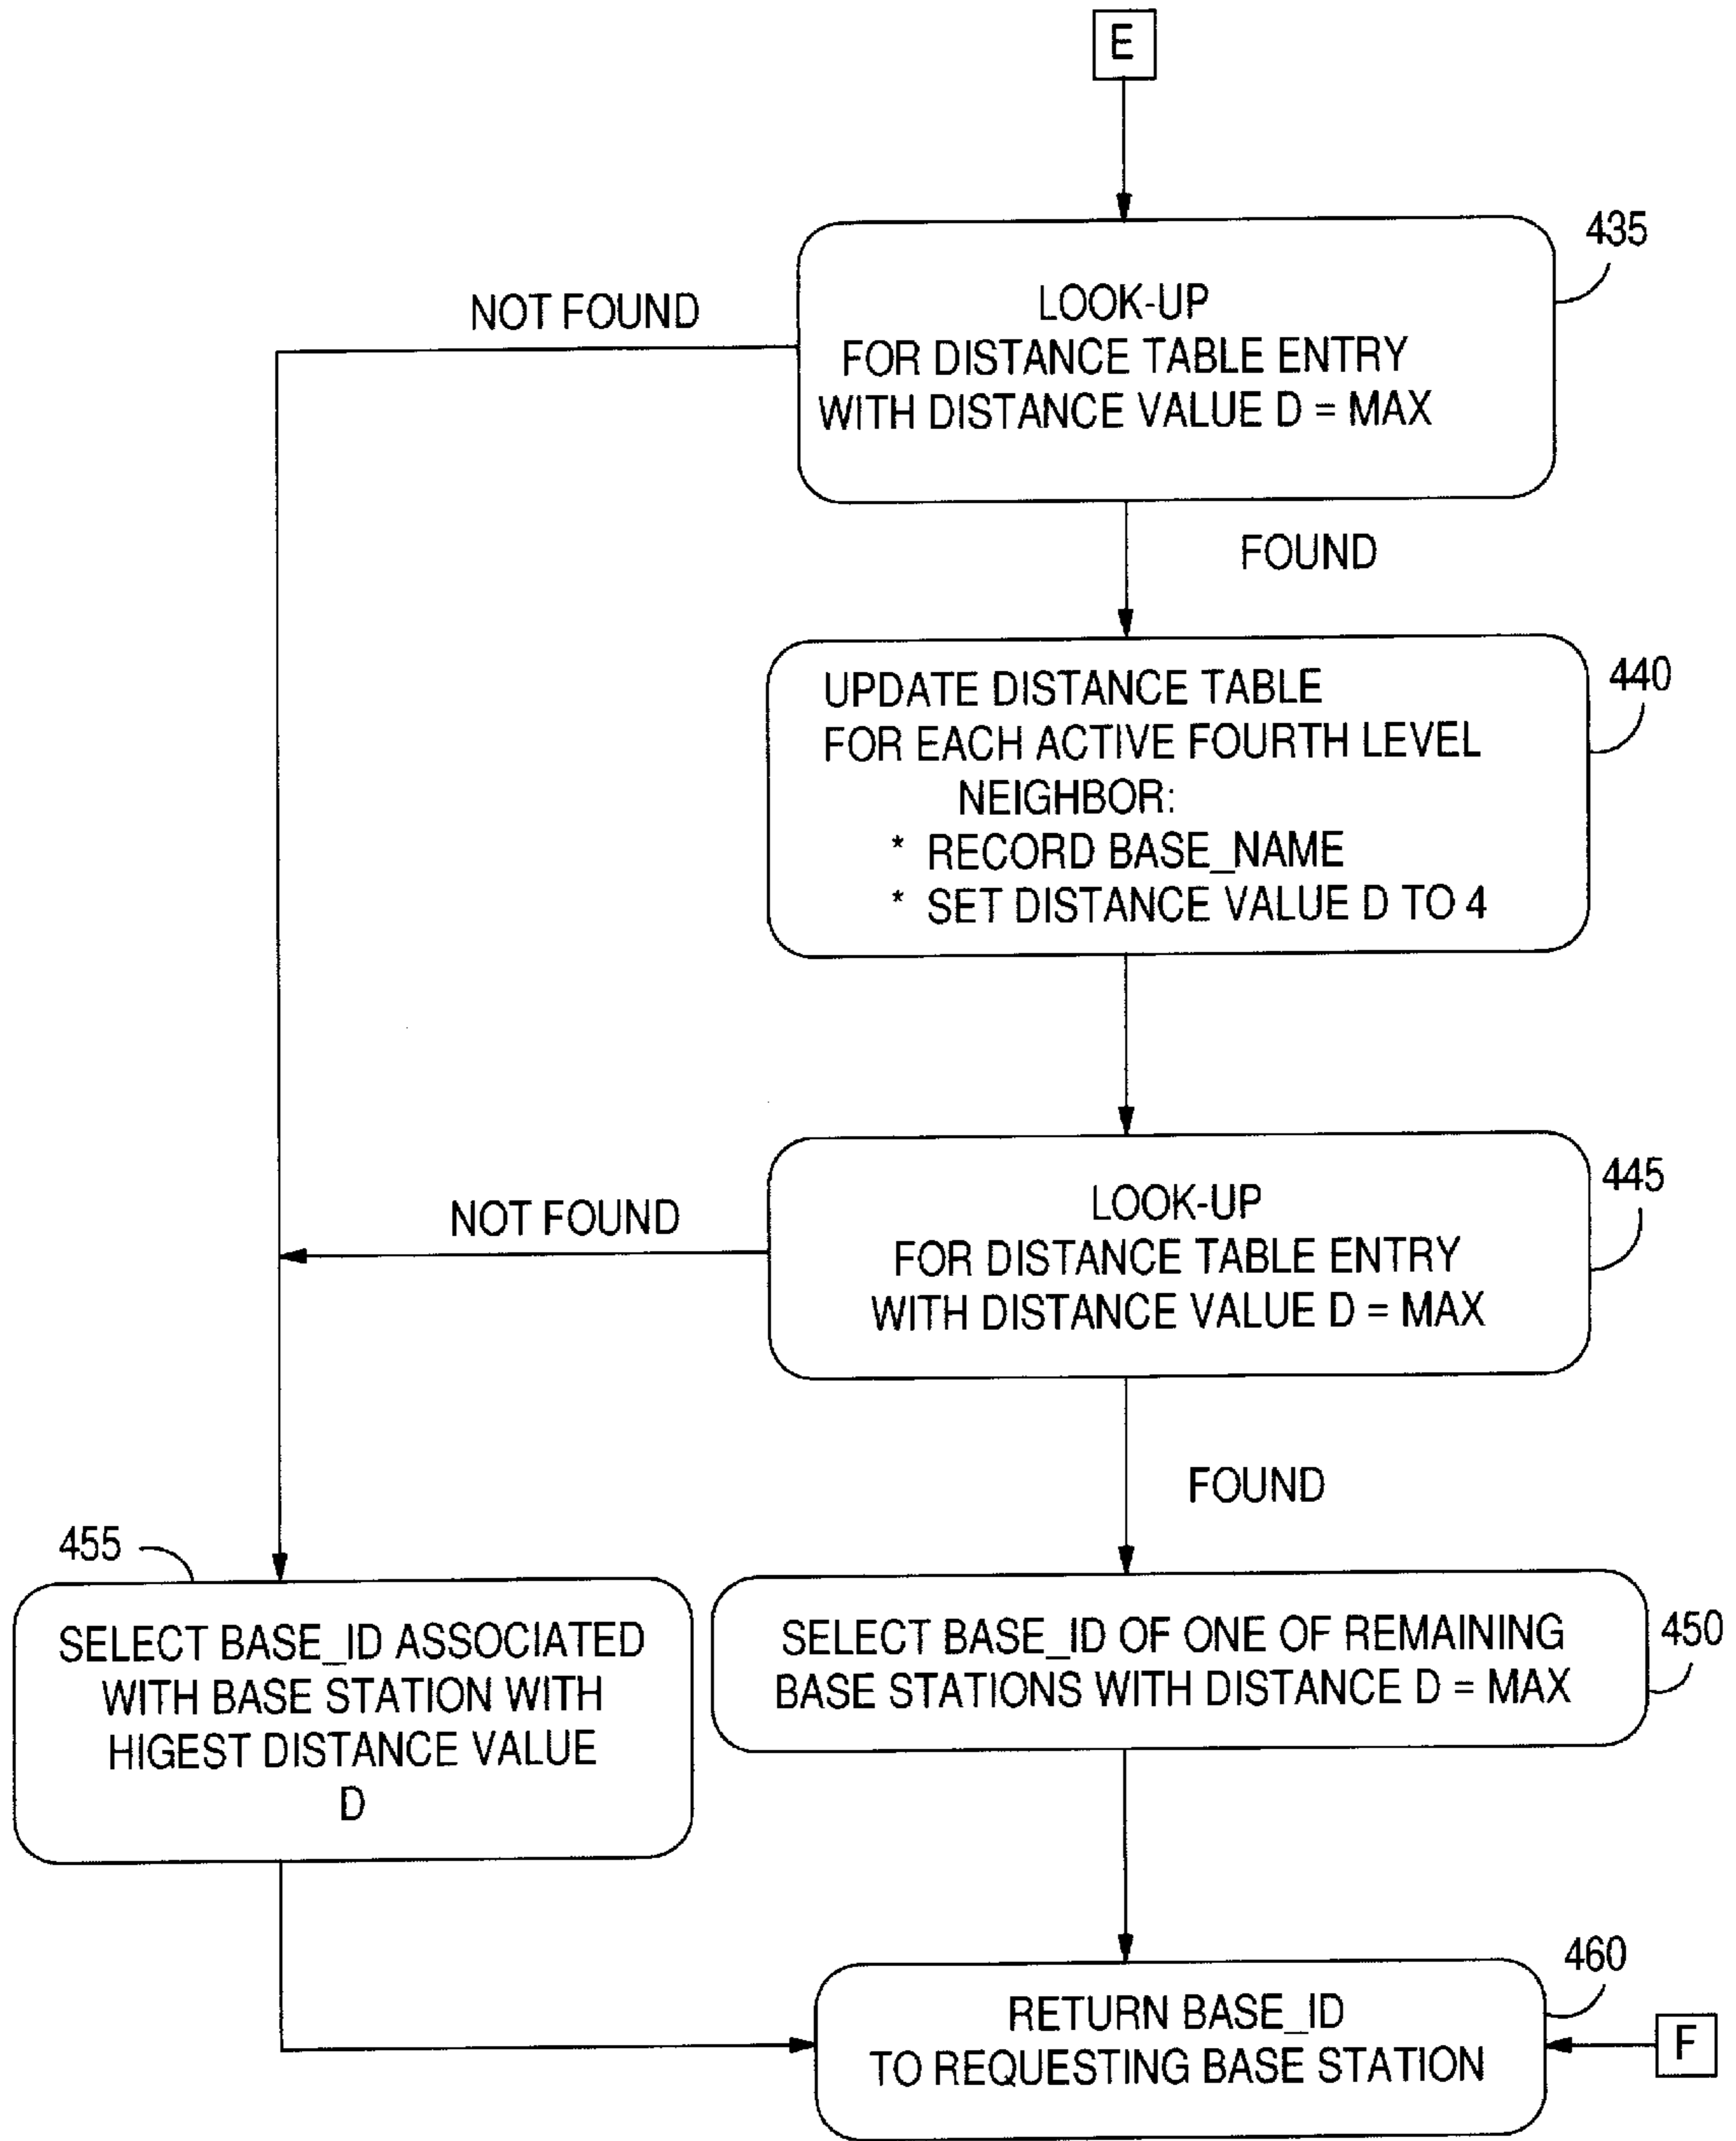 E
435
NOT FOUND
LOOK-UP
FOR DISTANCE TABLE ENTRY
WITH DISTANCE VALUE D = MAX
FOUND
440
UPDATE DISTANCE TABLE
FOR EACH ACTIVE FOURTH LEVEL
NEIGHBOR:
* RECORD BASE_NAME
* SET DISTANCE VALUE D TO 4
445
NOT FOUND
LOOK-UP
FOR DISTANCE TABLE ENTRY
WITH DISTANCE VALUE D = MAX
FOUND
455
SELECT BASE_ID ASSOCIATED
WITH BASE STATION WITH
HIGEST DISTANCE VALUE
D
SELECT BASE_ID OF ONE OF REMAINING
BASE STATIONS WITH DISTANCE D = MAX
450
460
RETURN BASE_ID
TO REQUESTING BASE STATION
F